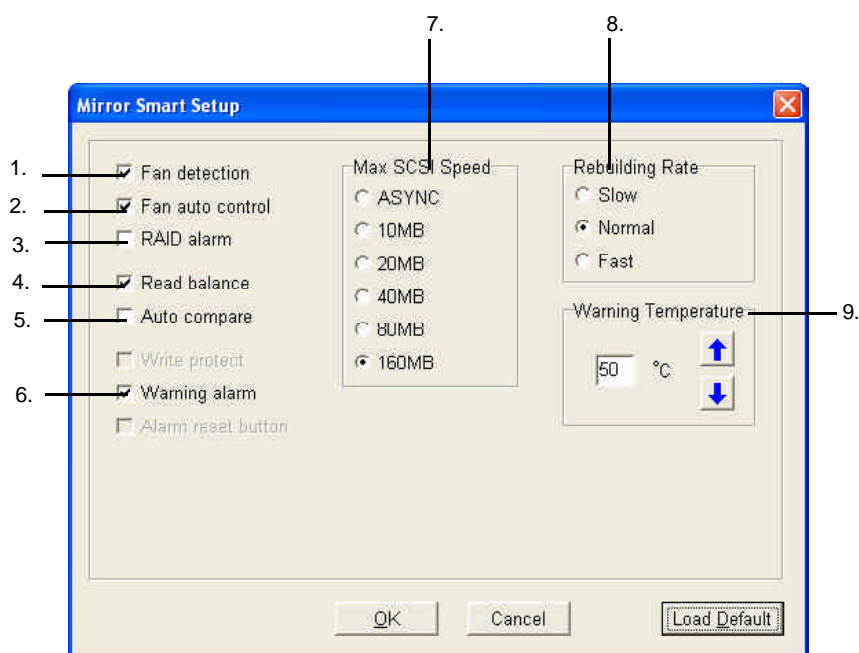 7.
8.
Mirror Smart Setup
1.
Fan detection
2.
Fan auto control
3.
RAID alarm
4.
Read balance
5.
Auto compare
Write protect
6.
Warning alarm
Alarm reset button
Max SCSI Speed
ASYNC
10MB
20MB
40MB
80MB
160MB
Rebuilding Rate
Slow
Normal
Fast
Warning Temperature
9.
50 °C
OK
Cancel
Load Default